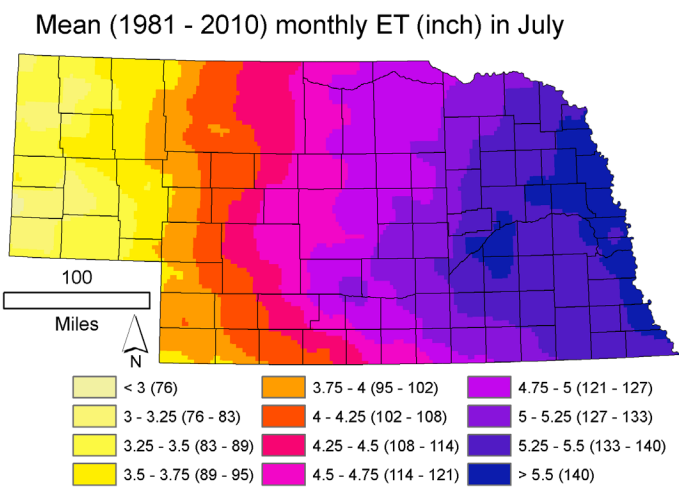 Mean (1981 - 2010) monthly ET (inch) in July
100
Miles
N
< 3 (76)
3 - 3.25 (76 - 83)
3.25 - 3.5 (83 - 89)
3.5 - 3.75 (89 - 95)
3.75 - 4 (95 - 102)
4 - 4.25 (102 - 108)
4.25 - 4.5 (108 - 114)
4.5 - 4.75 (114 - 121)
4.75 - 5 (121 - 127)
5 - 5.25 (127 - 133)
5.25 - 5.5 (133 - 140)
> 5.5 (140)